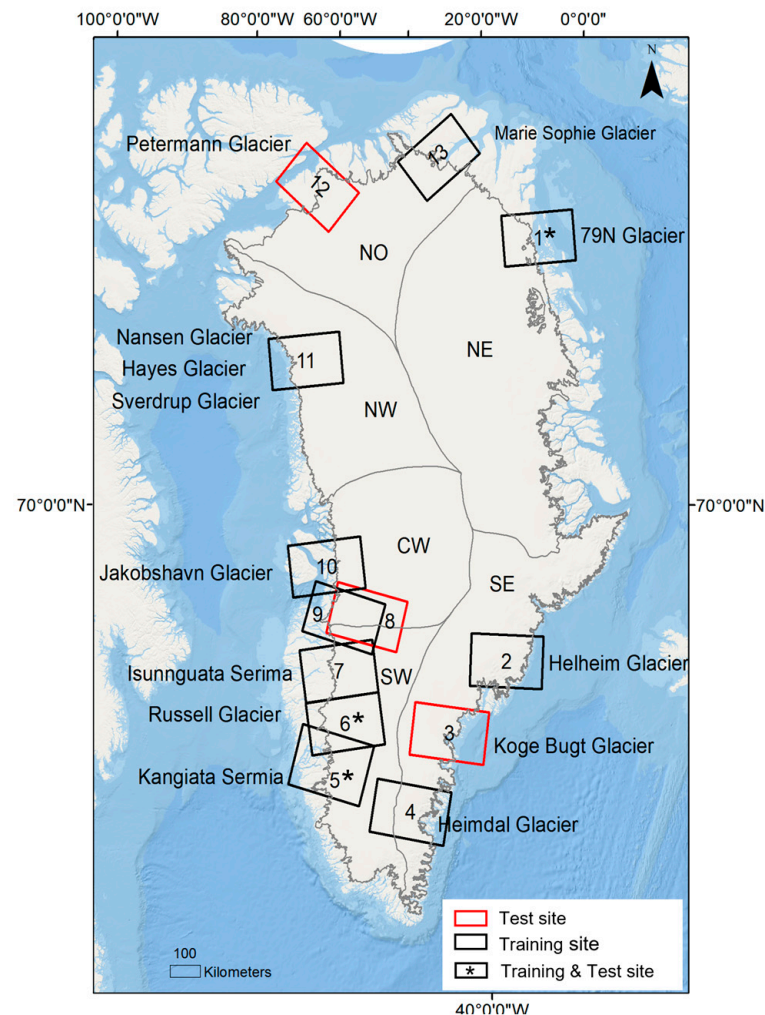 100°0'0"W 80°0'0"W 60°0'0"W 20°0'0"W 0°0'0"
N
Marie Sophie Glacier
Petermann Glacier
13
12
1* 79N Glacier
NO
Nansen Glacier
NE
11
Hayes Glacier
Sverdrup Glacier
NW
70°0'0"N 70°0'0"N
CW
10
Jakobshavn Glacier
SE
9 8
2 Helheim Glacier
7
Isunnguata Serima SW
Russell Glacier 6*
3
Koge Bugt Glacier
Kangiata Sermia 5*
4
Heimdal Glacier
Test site
Training site
100
* Training & Test site
Kilometers
40°0'0"W